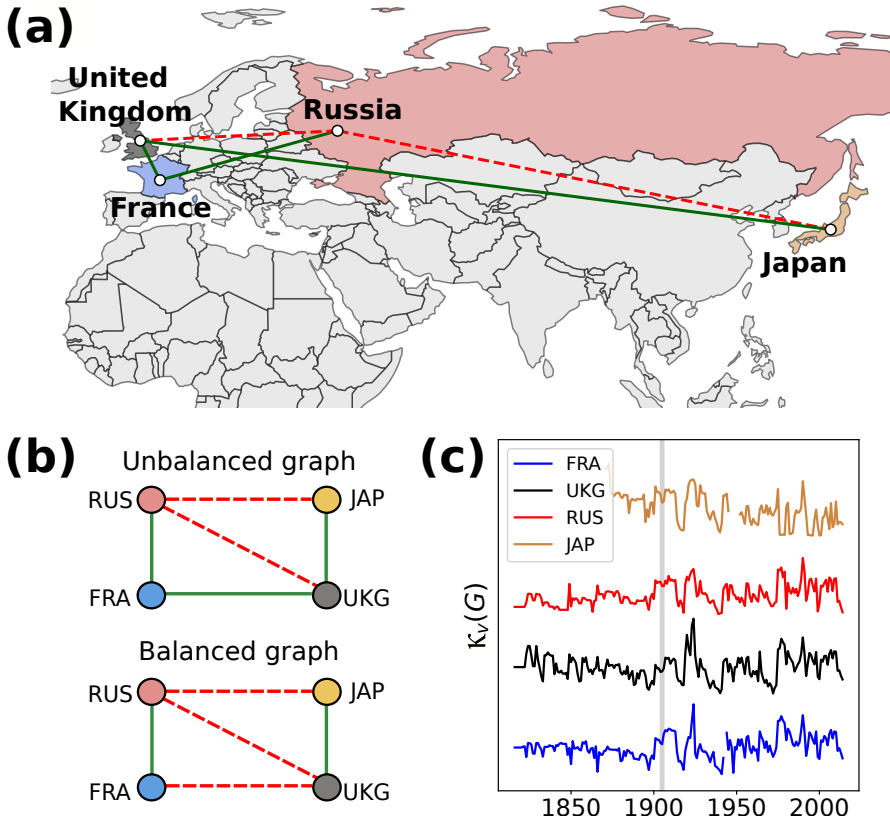 (a)
United
Kingdom
Russia
France
Japan
(b)
Unbalanced graph
RUS
JAP
FRA
UKG
Balanced graph
RUS
JAP
FRA
UKG
(c)
FRA
UKG
RUS
JAP
κᵥ(G)
1850
1900
1950
2000